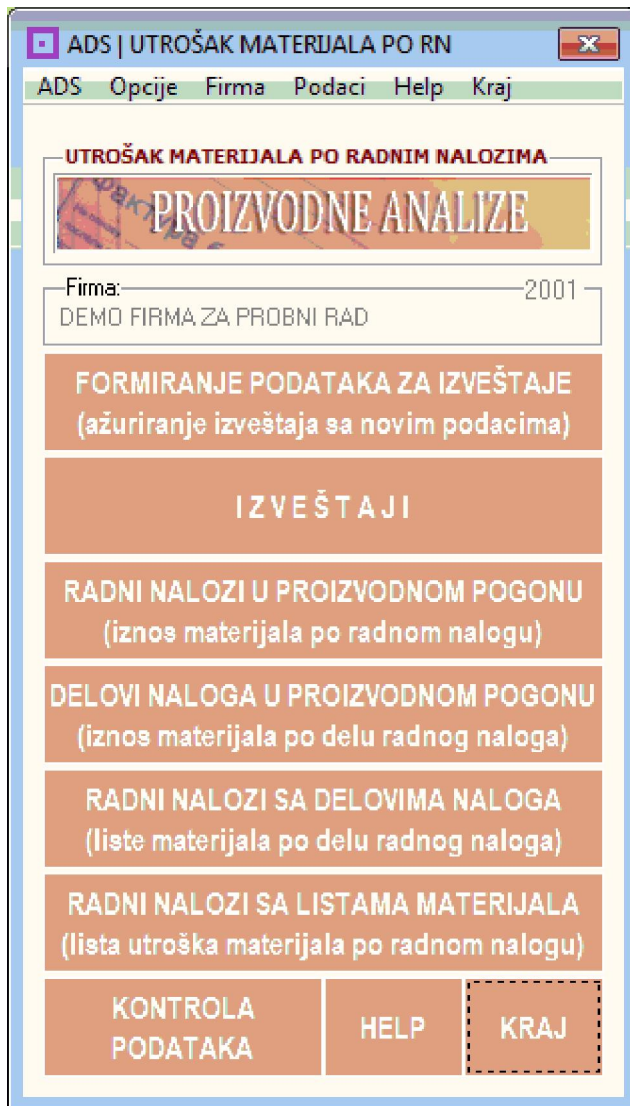 ADS | UTROŠAK MATERIJALA PO RN
ADS Opcije Firma Podaci Help Kraj
UTROŠAK MATERIJALA PO RADNIM NALOZIMA
Фактура
PROIZVODNE ANALIZE
Firma: 2001
DEMO FIRMA ZA PROBNI RAD
FORMIRANJE PODATAKA ZA IZVEŠTAJE
(ažuriranje izveštaja sa novim podacima)
I Z V E Š T A J I
RADNI NALOZI U PROIZVODNOM POGONU
(iznos materijala po radnom nalogu)
DELOVI NALOGA U PROIZVODNOM POGONU
(iznos materijala po delu radnog naloga)
RADNI NALOZI SA DELOVIMA NALOGA
(liste materijala po delu radnog naloga)
RADNI NALOZI SA LISTAMA MATERIJALA
(lista utroška materijala po radnom nalogu)
KONTROLA
PODATAKA
HELP
KRAJ